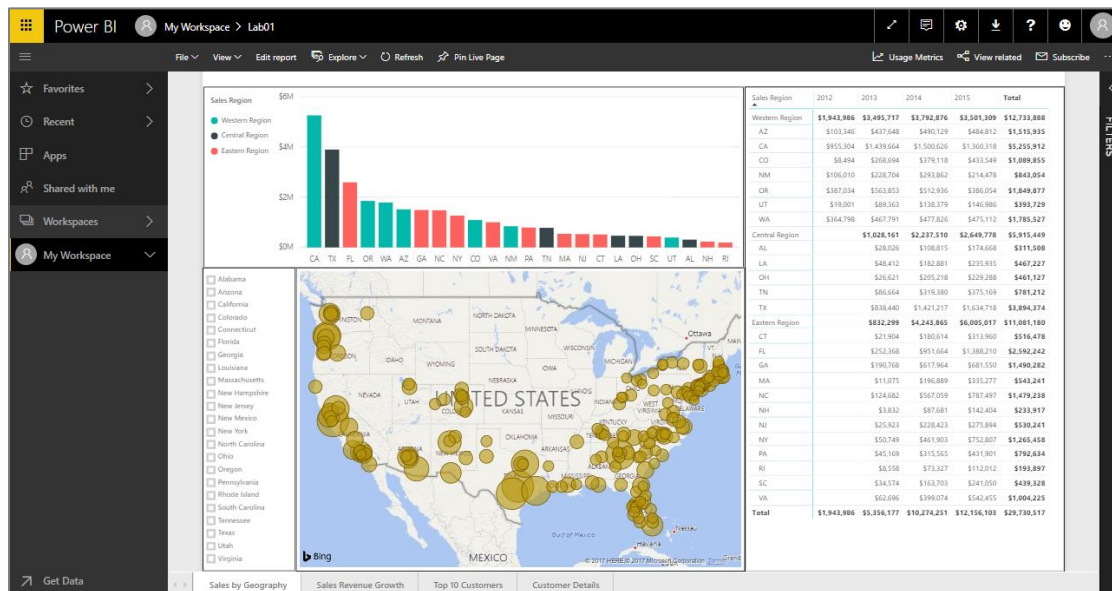 Power BI My Workspace > Lab01
File View Edit report Explore Refresh Pin Live Page Usage Metrics View related Subscribe
Favorites
Recent
Apps
Shared with me
Workspaces
My Workspace
Get Data
FILTERS
Sales Region
Western Region
Central Region
Eastern Region
$6M
$4M
$2M
$0M
CA TX FL OR WA AZ GA NC NY CO VA NM PA TN MA NJ CT LA OH SC UT AL NH RI
Alabama
Arizona
California
Colorado
Connecticut
Florida
Georgia
Louisiana
Massachusetts
New Hampshire
New Jersey
New Mexico
New York
North Carolina
Ohio
Oregon
Pennsylvania
Rhode Island
South Carolina
Tennessee
Texas
Utah
Virginia
MONTANA
NORTH DAKOTA
MINNESOTA
Ottawa
SOUTH DAKOTA
WISCONSIN
IDAHO
WYOMING
MICHIGAN
IOWA
NEBRASKA
NEVADA
UTAH
UNITED STATES
KANSAS
MISSOURI
WEST
OKLAHOMA
ARKANSAS
Gulf of Mexico
Havana
Nassau
MEXICO
Bing
© 2017 HERE, © 2017 Microsoft Corporation Terms
Sales Region 2012 2013 2014 2015 Total
Western Region $1,943,986 $3,495,717 $3,792,876 $3,501,309 $12,733,888
AZ $103,346 $437,648 $490,129 $484,812 $1,515,935
CA $955,304 $1,439,664 $1,500,626 $1,360,318 $5,255,912
CO $8,494 $268,694 $379,118 $433,549 $1,089,855
NM $106,010 $228,704 $293,862 $214,478 $843,054
OR $387,034 $563,853 $512,936 $386,054 $1,849,877
UT $19,001 $89,363 $138,379 $146,986 $393,729
WA $364,798 $467,791 $477,826 $475,112 $1,785,527
Central Region $1,028,161 $2,237,510 $2,649,778 $5,915,449
AL $28,026 $108,815 $174,668 $311,508
LA $48,412 $182,881 $235,935 $467,227
OH $26,621 $205,218 $229,288 $461,127
TN $86,664 $319,380 $375,169 $781,212
TX $838,440 $1,421,217 $1,634,718 $3,894,374
Eastern Region $832,299 $4,243,865 $6,005,017 $11,081,180
CT $21,904 $180,614 $313,960 $516,478
FL $252,368 $951,664 $1,388,210 $2,592,242
GA $190,768 $617,964 $681,550 $1,490,282
MA $11,075 $196,889 $335,277 $543,241
NC $124,682 $567,059 $787,497 $1,479,238
NH $3,832 $87,681 $142,404 $233,917
NJ $25,923 $228,423 $275,894 $530,241
NY $50,749 $461,903 $752,807 $1,265,458
PA $45,169 $315,565 $431,901 $792,634
RI $8,558 $73,327 $112,012 $193,897
SC $34,574 $163,703 $241,050 $439,328
VA $62,696 $399,074 $542,455 $1,004,225
Total $1,943,986 $5,356,177 $10,274,251 $12,156,103 $29,730,517
Sales by Geography Sales Revenue Growth Top 10 Customers Customer Details